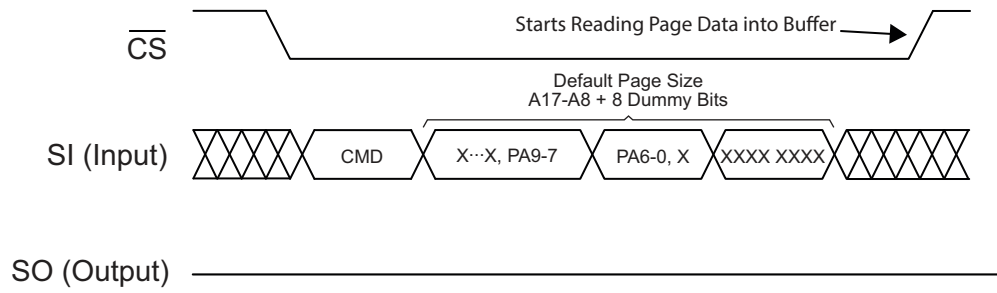 Starts Reading Page Data into Buffer
CS
Default Page Size
A17-A8 + 8 Dummy Bits
SI (Input)
CMD
X···X, PA9-7
PA6-0, X
XXXX XXXX
SO (Output)